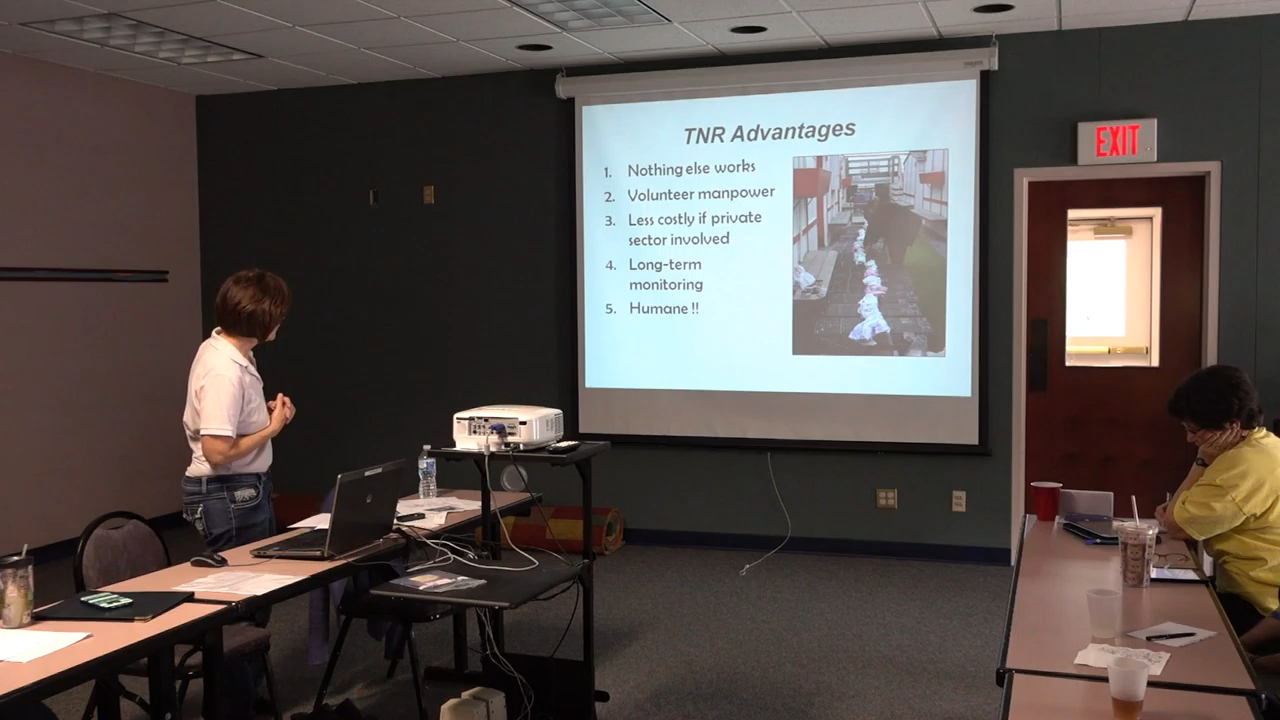 TNR Advantages
1. Nothing else works
2. Volunteer manpower
3. Less costly if private
sector involved
4. Long-term
monitoring
5. Humane !!
EXIT